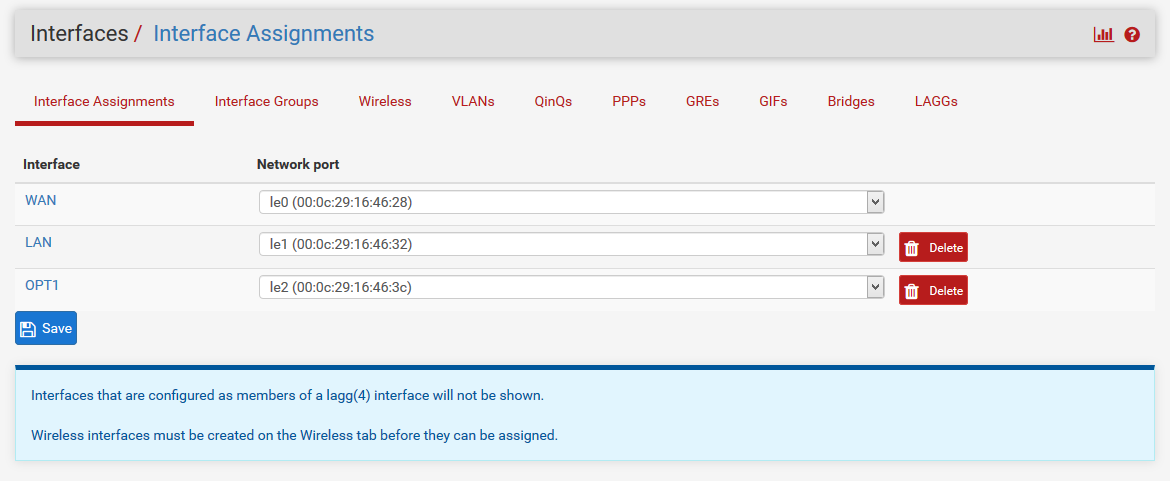 Interfaces / Interface Assignments
Interface Assignments Interface Groups Wireless VLANs QinQs PPPs GREs GIFs Bridges LAGGs
Interface Network port
WAN le0 (00:0c:29:16:46:28)
LAN le1 (00:0c:29:16:46:32) Delete
OPT1 le2 (00:0c:29:16:46:3c) Delete
Save
Interfaces that are configured as members of a lagg(4) interface will not be shown.
Wireless interfaces must be created on the Wireless tab before they can be assigned.